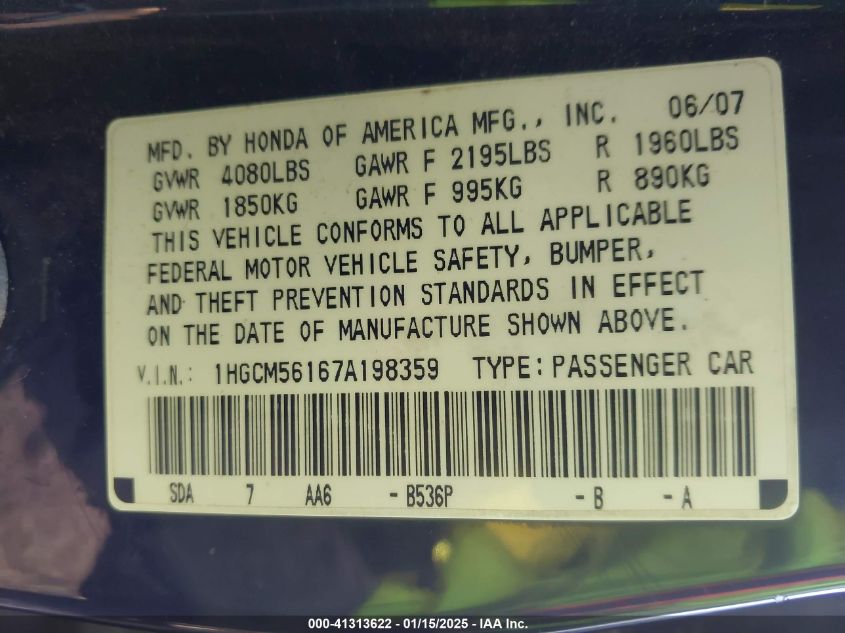 MFD. BY HONDA OF AMERICA MFG., INC. 06/07
GVWR 4080LBS GAWR F 2195LBS R 1960LBS
GVWR 1850KG GAWR F 995KG R 890KG
THIS VEHICLE CONFORMS TO ALL APPLICABLE
FEDERAL MOTOR VEHICLE SAFETY, BUMPER,
AND THEFT PREVENTION STANDARDS IN EFFECT
ON THE DATE OF MANUFACTURE SHOWN ABOVE.
V.I.N.: 1HGCM56167A198359 TYPE: PASSENGER CAR
SDA 7 AA6 - B536P - B - A
000-41313622 - 01/15/2025 - IAA Inc.